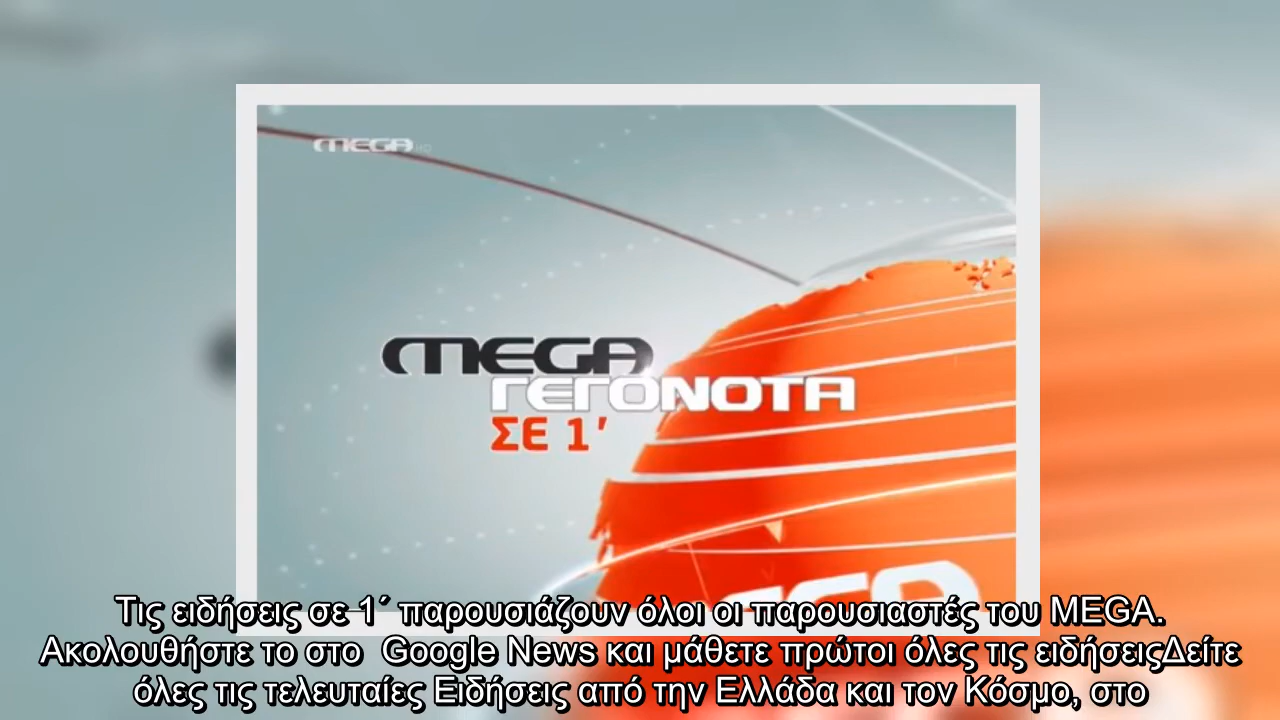 MEGA HD
MEGA
ΓΕΓΟΝΟΤΑ
ΣΕ 1'
Τις ειδήσεις σε 1΄ παρουσιάζουν όλοι οι παρουσιαστές του MEGA.
Ακολουθήστε το στο  Google News και μάθετε πρώτοι όλες τις ειδήσειςΔείτε
όλες τις τελευταίες Ειδήσεις από την Ελλάδα και τον Κόσμο, στο